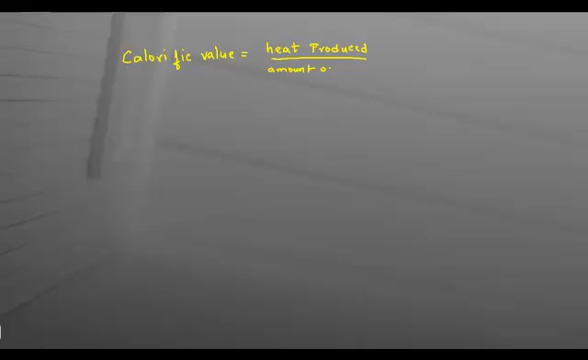 Calorific value = heat Produced
amount o